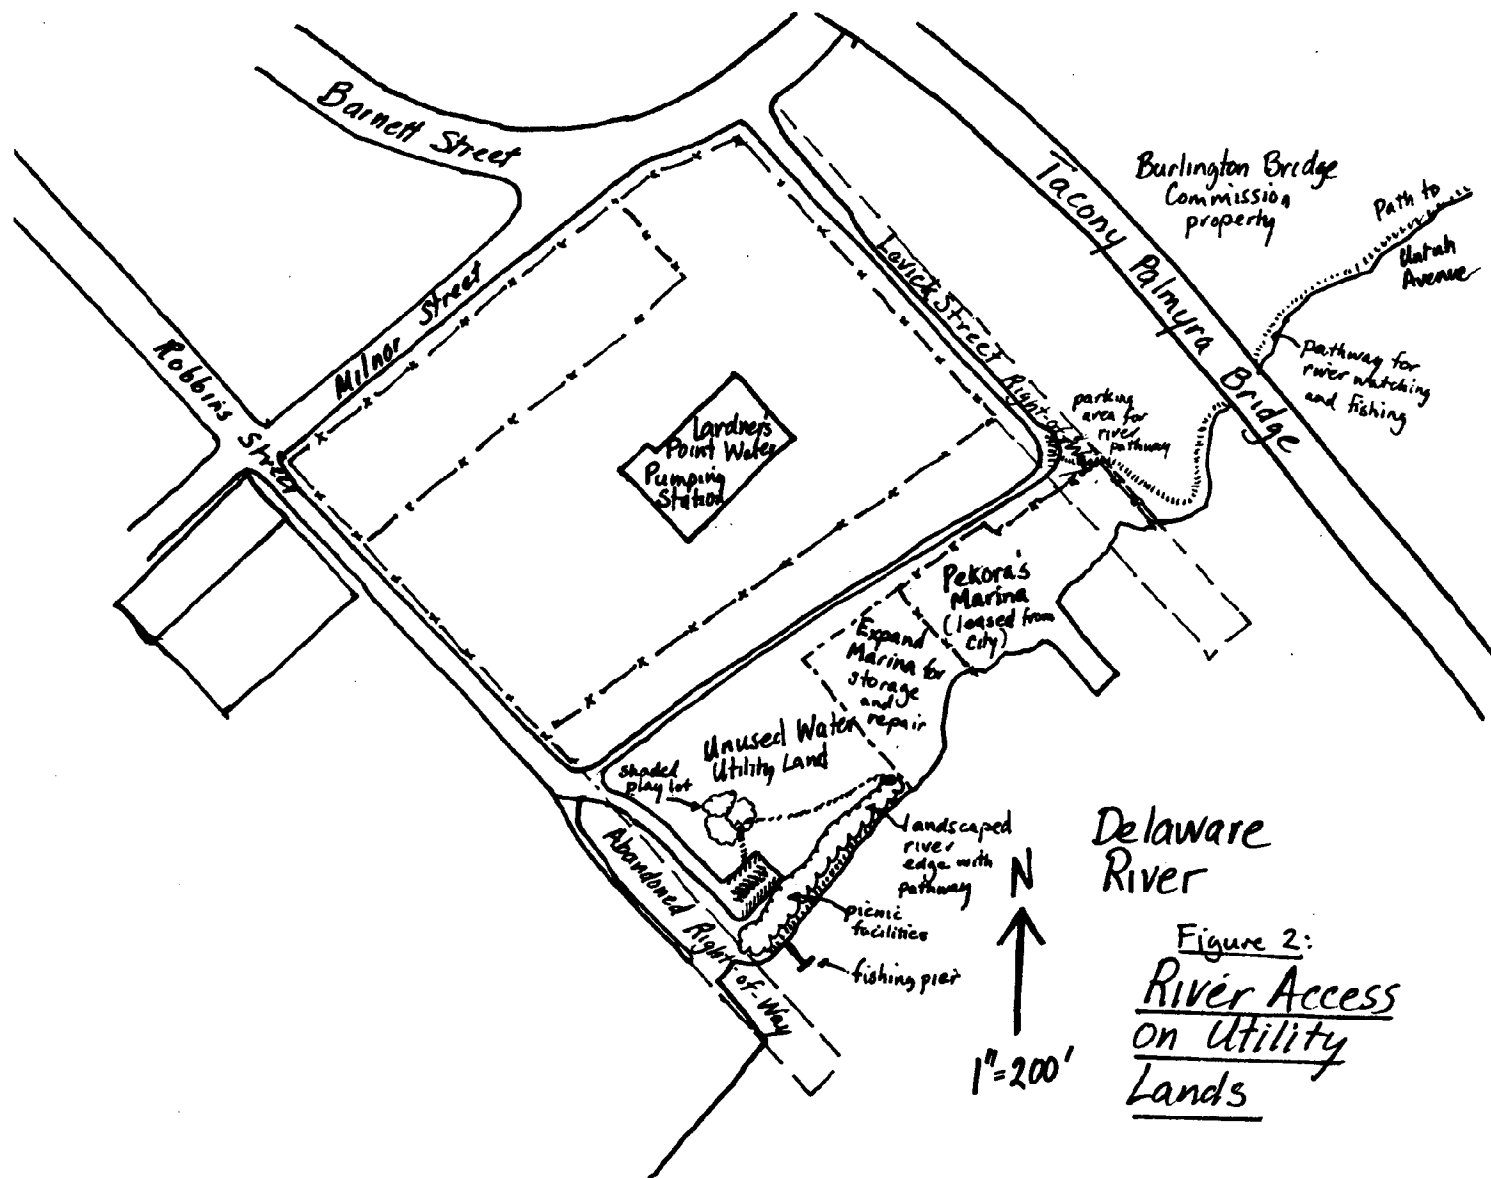 Barnett Street
Tacony Palmyra Bridge
Burlington Bridge
Commission
property
Path to
Unruh
Avenue
Levick Street Right-of-Way
Milnor Street
Robbins Street
pathway for
river watching
and fishing
parking
area for
river
pathway
Lardner's
Point Water
Pumping
Station
Pekora's
Marina
(leased from
City)
Expand
Marina for
storage
and
repair
Unused Water
Utility Land
shaded
play lot
Abandoned Right-of-Way
landscaped
river
edge with
pathway
picnic
facilities
fishing pier
N
1"=200'
Delaware
River
Figure 2:
River Access
on Utility
Lands